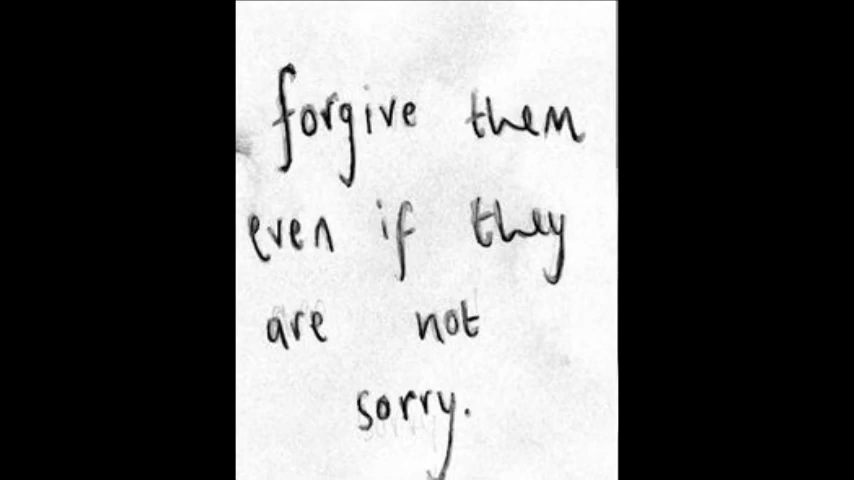 forgive them
even if they
are not
sorry.